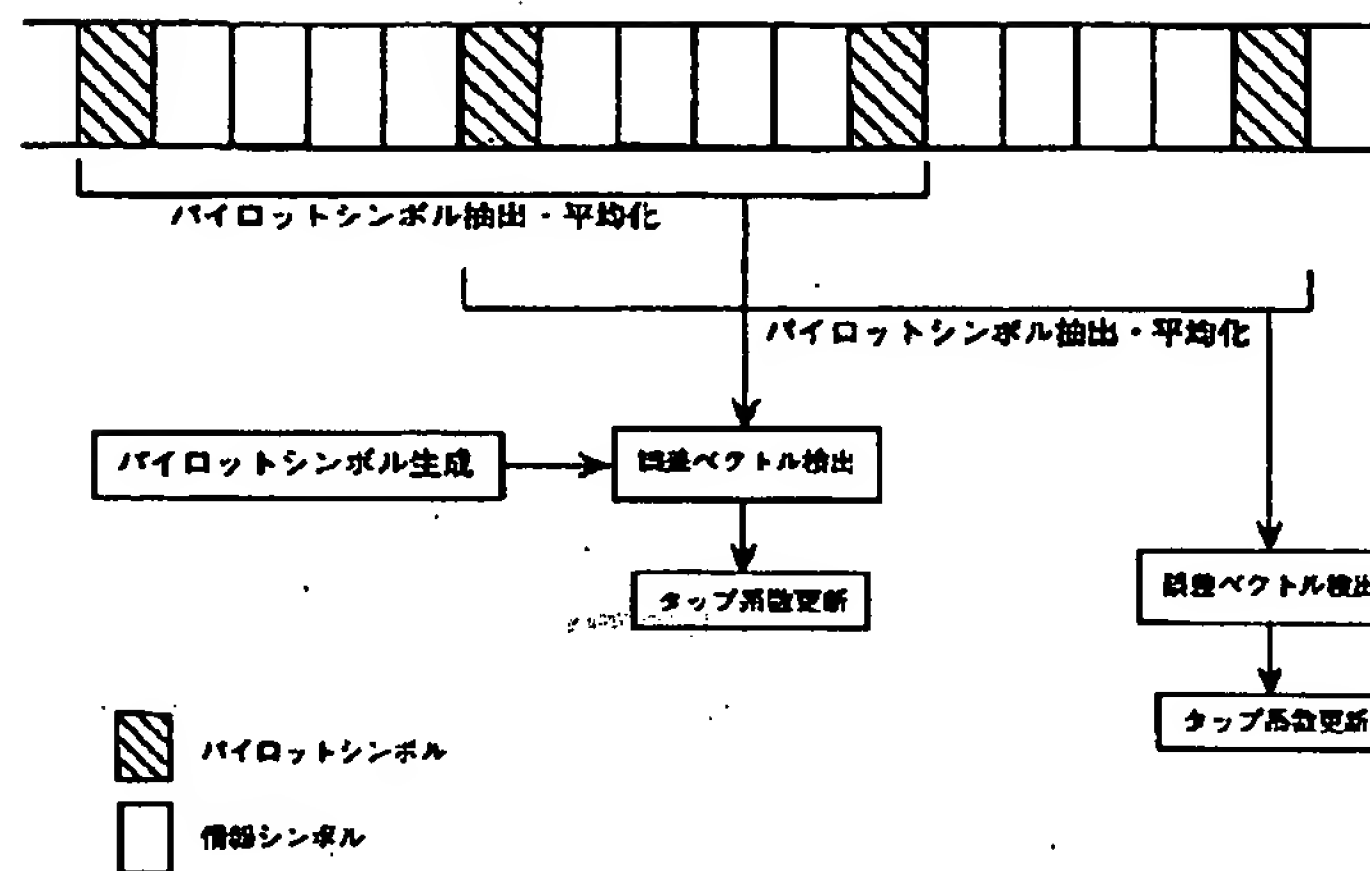 パイロットシンボル抽出・平均化
パイロットシンボル抽出・平均化
パイロットシンボル生成
誤差ベクトル検出
タップ係数更新
誤差ベクトル検出
タップ係数更新
パイロットシンボル
情報シンボル